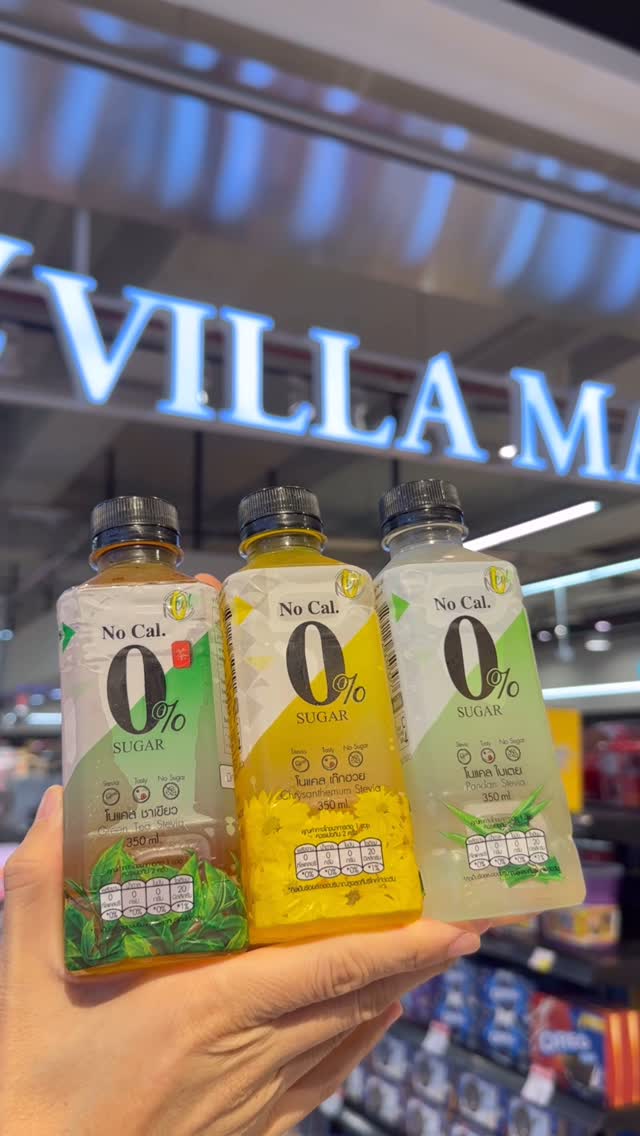 VILLA MA
No Cal.
0%
SUGAR
Stevia Tasty No Sugar
โนแคล ชาเขียว
Green Tea Stevia
350 ml.
No Cal.
0%
SUGAR
Stevia Tasty No Sugar
โนแคล เก๊กฮวย
Chrysanthemum Stevia
350 ml.
No Cal.
0%
SUGAR
Stevia Tasty No Sugar
โนแคล ใบเตย
Pandan Stevia
350 ml.
OREO